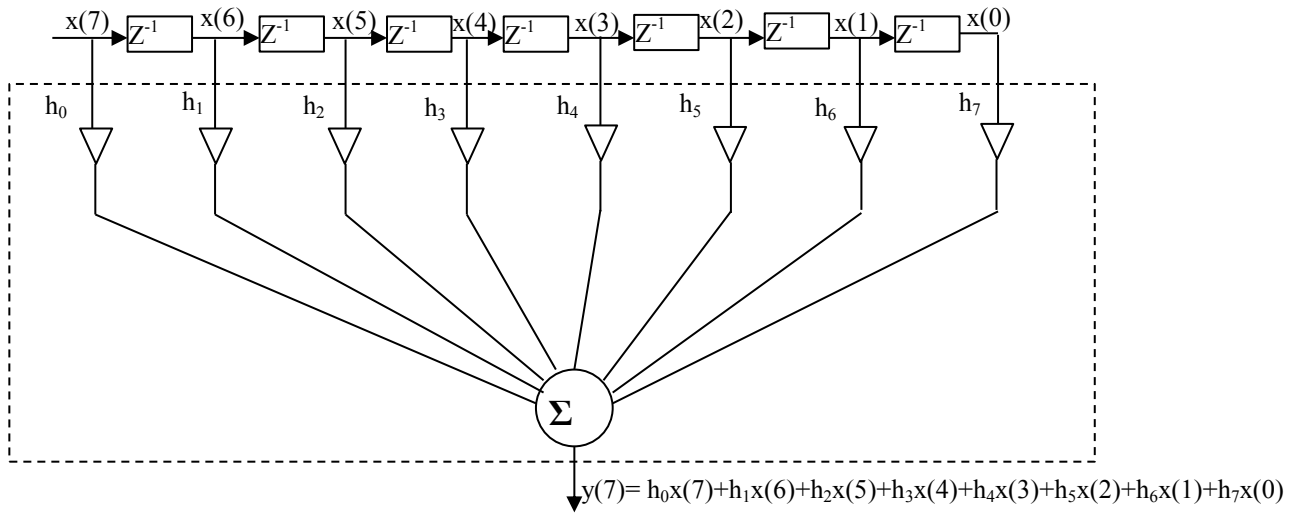 x(7) Z⁻¹ x(6) Z⁻¹ x(5) Z⁻¹ x(4) Z⁻¹ x(3) Z⁻¹ x(2) Z⁻¹ x(1) Z⁻¹ x(0)
h₀ h₁ h₂ h₃ h₄ h₅ h₆ h₇
Σ
y(7)= h₀x(7)+h₁x(6)+h₂x(5)+h₃x(4)+h₄x(3)+h₅x(2)+h₆x(1)+h₇x(0)